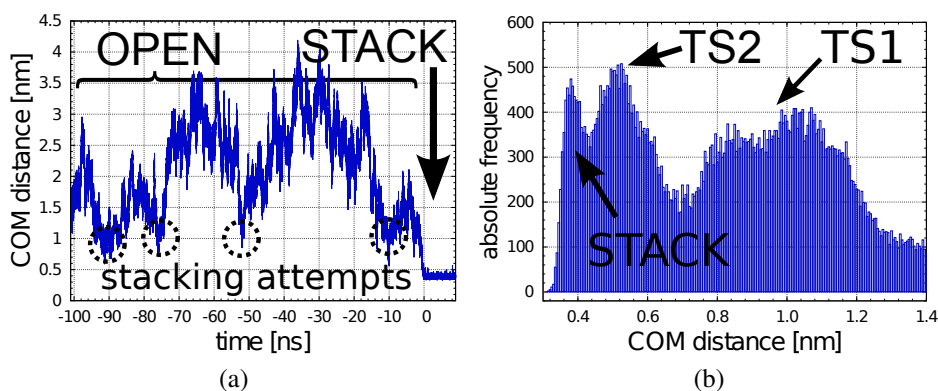 4.5
4
3.5
3
2.5
2
1.5
1
0.5
0
COM distance [nm]
OPEN
STACK
stacking attempts
-100 -90 -80 -70 -60 -50 -40 -30 -20 -10 0
time [ns]
(a)
600
500
400
300
200
100
0
absolute frequency
TS2
TS1
STACK
0.4 0.6 0.8 1.0 1.2 1.4
COM distance [nm]
(b)